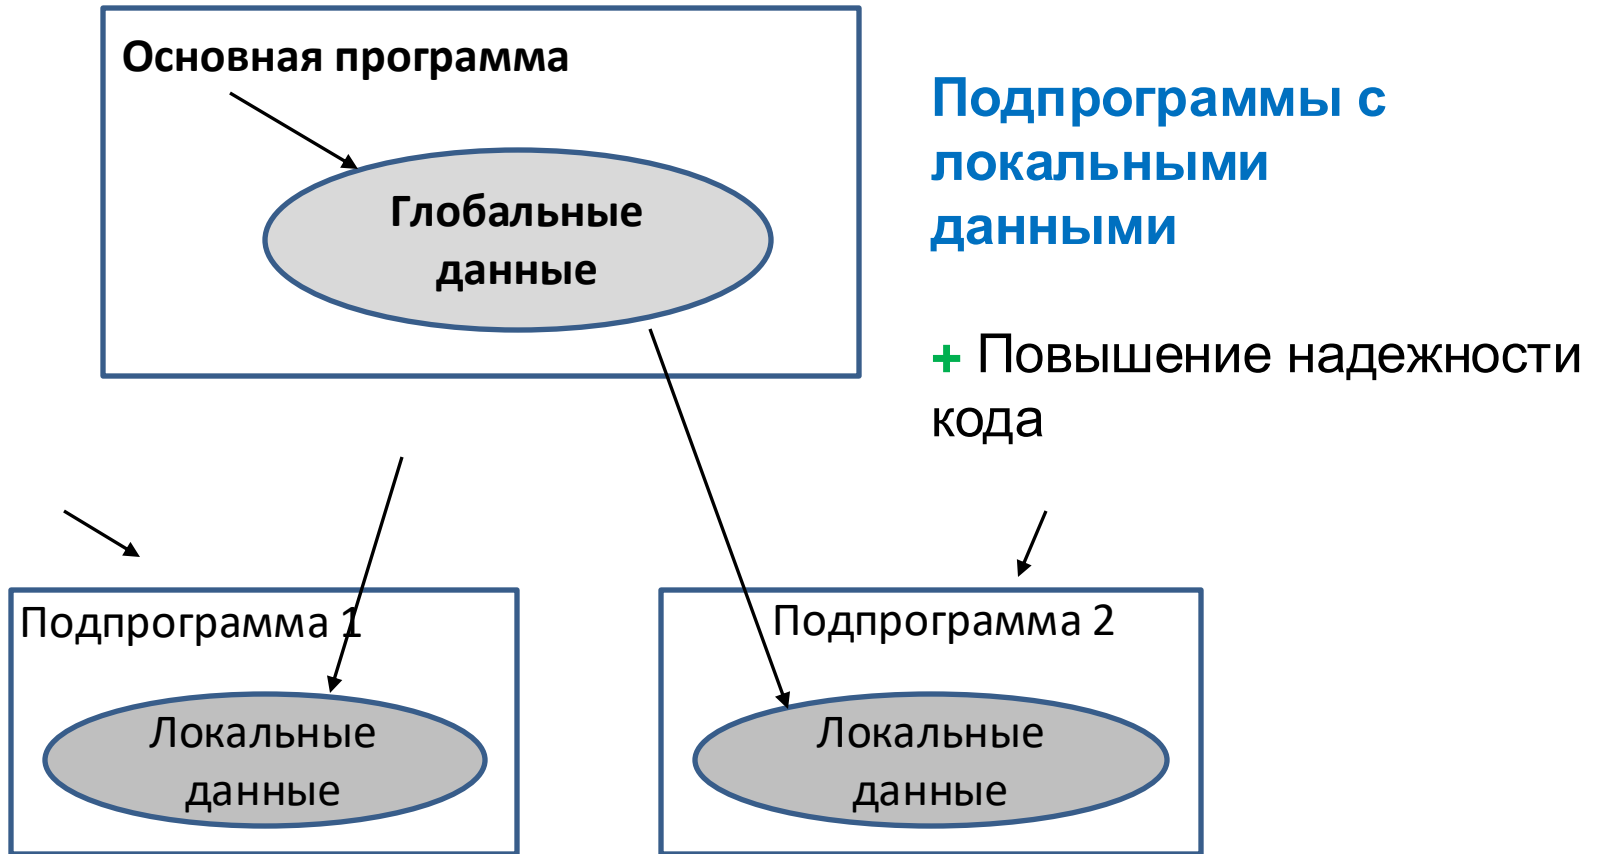 Основная программа
Глобальные
данные
Подпрограммы с
локальными
данными
+ Повышение надежности
кода
Подпрограмма 1
Локальные
данные
Подпрограмма 2
Локальные
данные